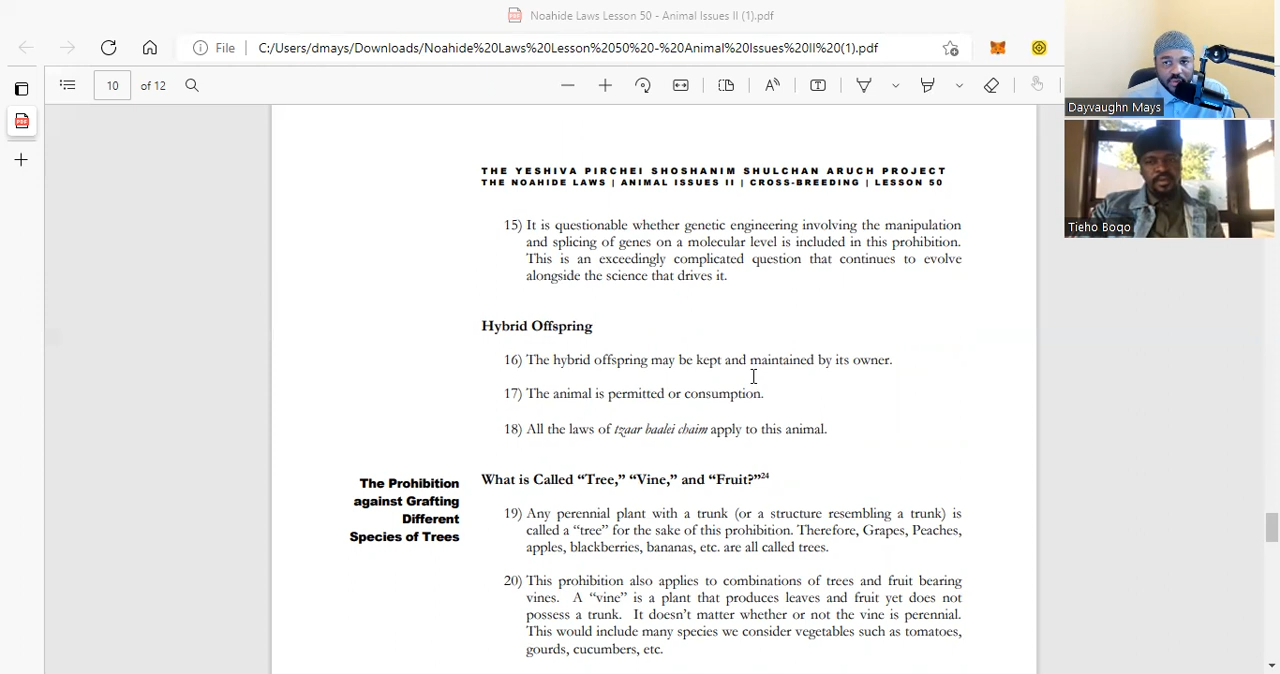 Noahide Laws Lesson 50 - Animal Issues II (1).pdf
File C:/Users/dmays/Downloads/Noahide%20Laws%20Lesson%2050%20-%20Animal%20Issues%20II%20(1).pdf
10 of 12
Dayvaughn Mays
Tieho Boqo
THE YESHIVA PIRCHEI SHOSHANIM SHULCHAN ARUCH PROJECT
THE NOAHIDE LAWS | ANIMAL ISSUES II | CROSS-BREEDING | LESSON 50
15) It is questionable whether genetic engineering involving the manipulation
and splicing of genes on a molecular level is included in this prohibition.
This is an exceedingly complicated question that continues to evolve
alongside the science that drives it.
Hybrid Offspring
16) The hybrid offspring may be kept and maintained by its owner.
17) The animal is permitted or consumption.
18) All the laws of tzaar baalei chaim apply to this animal.
The Prohibition
against Grafting
Different
Species of Trees
What is Called “Tree,” “Vine,” and “Fruit?”24
19) Any perennial plant with a trunk (or a structure resembling a trunk) is
called a “tree” for the sake of this prohibition. Therefore, Grapes, Peaches,
apples, blackberries, bananas, etc. are all called trees.
20) This prohibition also applies to combinations of trees and fruit bearing
vines. A “vine” is a plant that produces leaves and fruit yet does not
possess a trunk. It doesn’t matter whether or not the vine is perennial.
This would include many species we consider vegetables such as tomatoes,
gourds, cucumbers, etc.